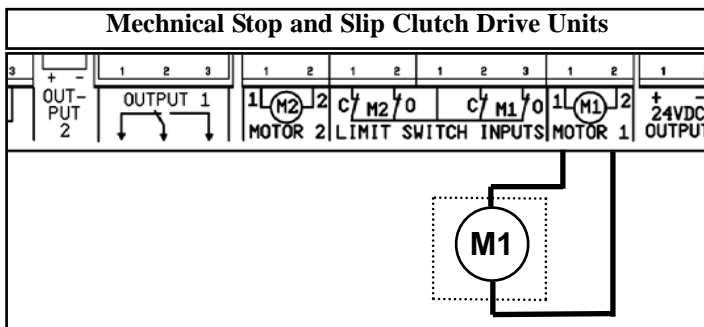 Mechnical Stop and Slip Clutch Drive Units
3 + - 1 2 3 1 2 1 2 1 2 3 1 2 1
OUT-PUT 2
OUTPUT 1
1 M2 2
MOTOR 2
C M2 O C M1 O
LIMIT SWITCH INPUTS
1 M1 2
MOTOR 1
+ -
24VDC
OUTPUT
M1